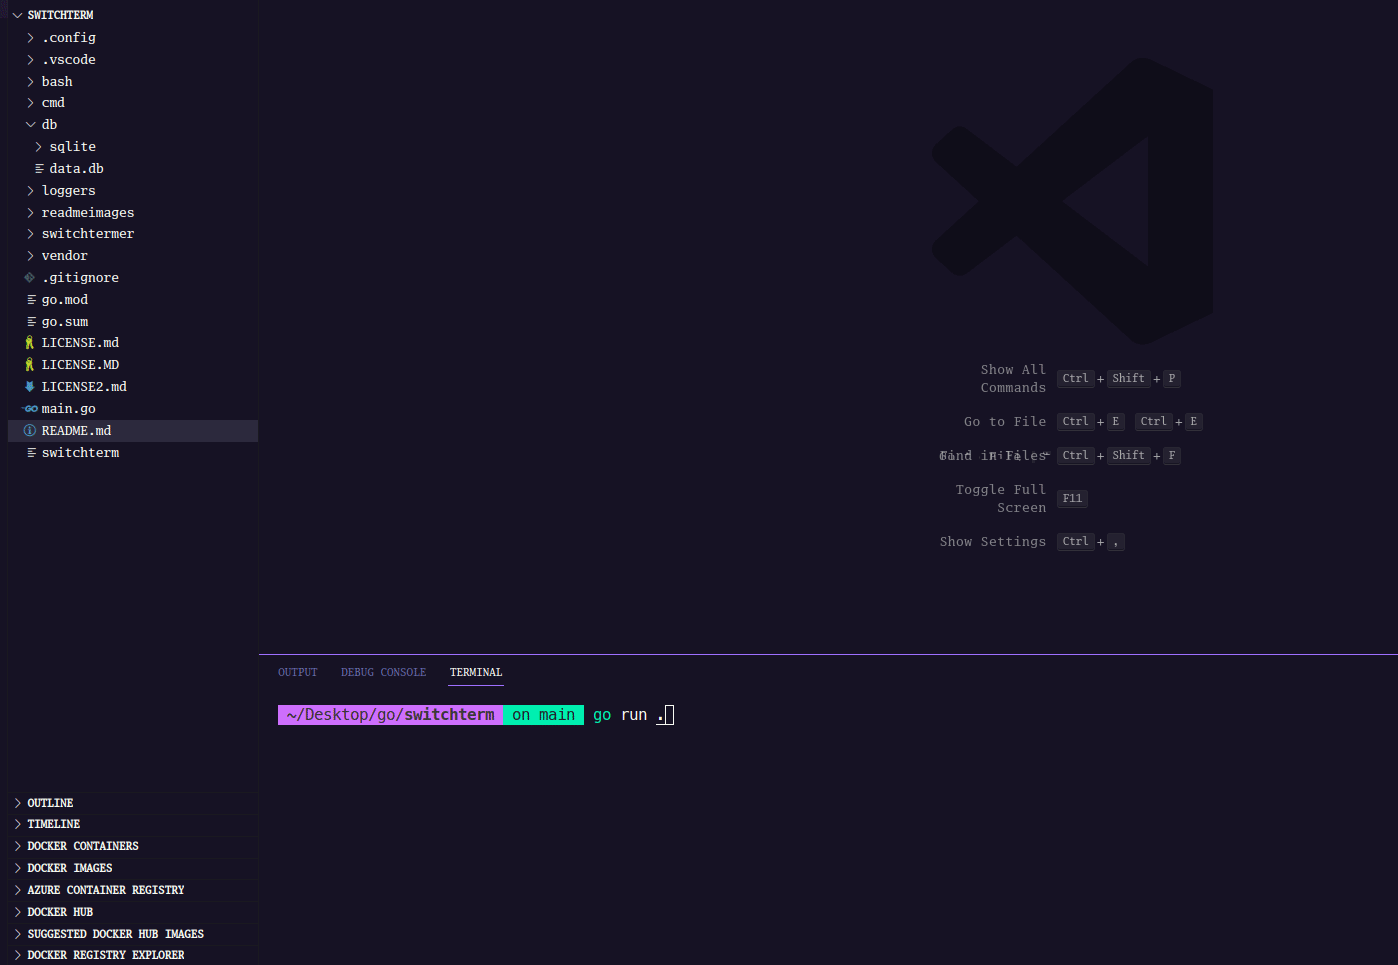 SWITCHTERM
.config
.vscode
bash
cmd
db
sqlite
data.db
loggers
readmeimages
switchtermer
vendor
.gitignore
go.mod
go.sum
LICENSE.md
LICENSE.MD
LICENSE2.md
GO main.go
README.md
switchterm
OUTLINE
TIMELINE
DOCKER CONTAINERS
DOCKER IMAGES
AZURE CONTAINER REGISTRY
DOCKER HUB
SUGGESTED DOCKER HUB IMAGES
DOCKER REGISTRY EXPLORER
Show All
Commands Ctrl + Shift + P
Go to File Ctrl + E Ctrl + E
Find in Files Ctrl + Shift + F
Toggle Full
Screen F11
Show Settings Ctrl + ,
OUTPUT DEBUG CONSOLE TERMINAL
~/Desktop/go/switchterm on main go run .